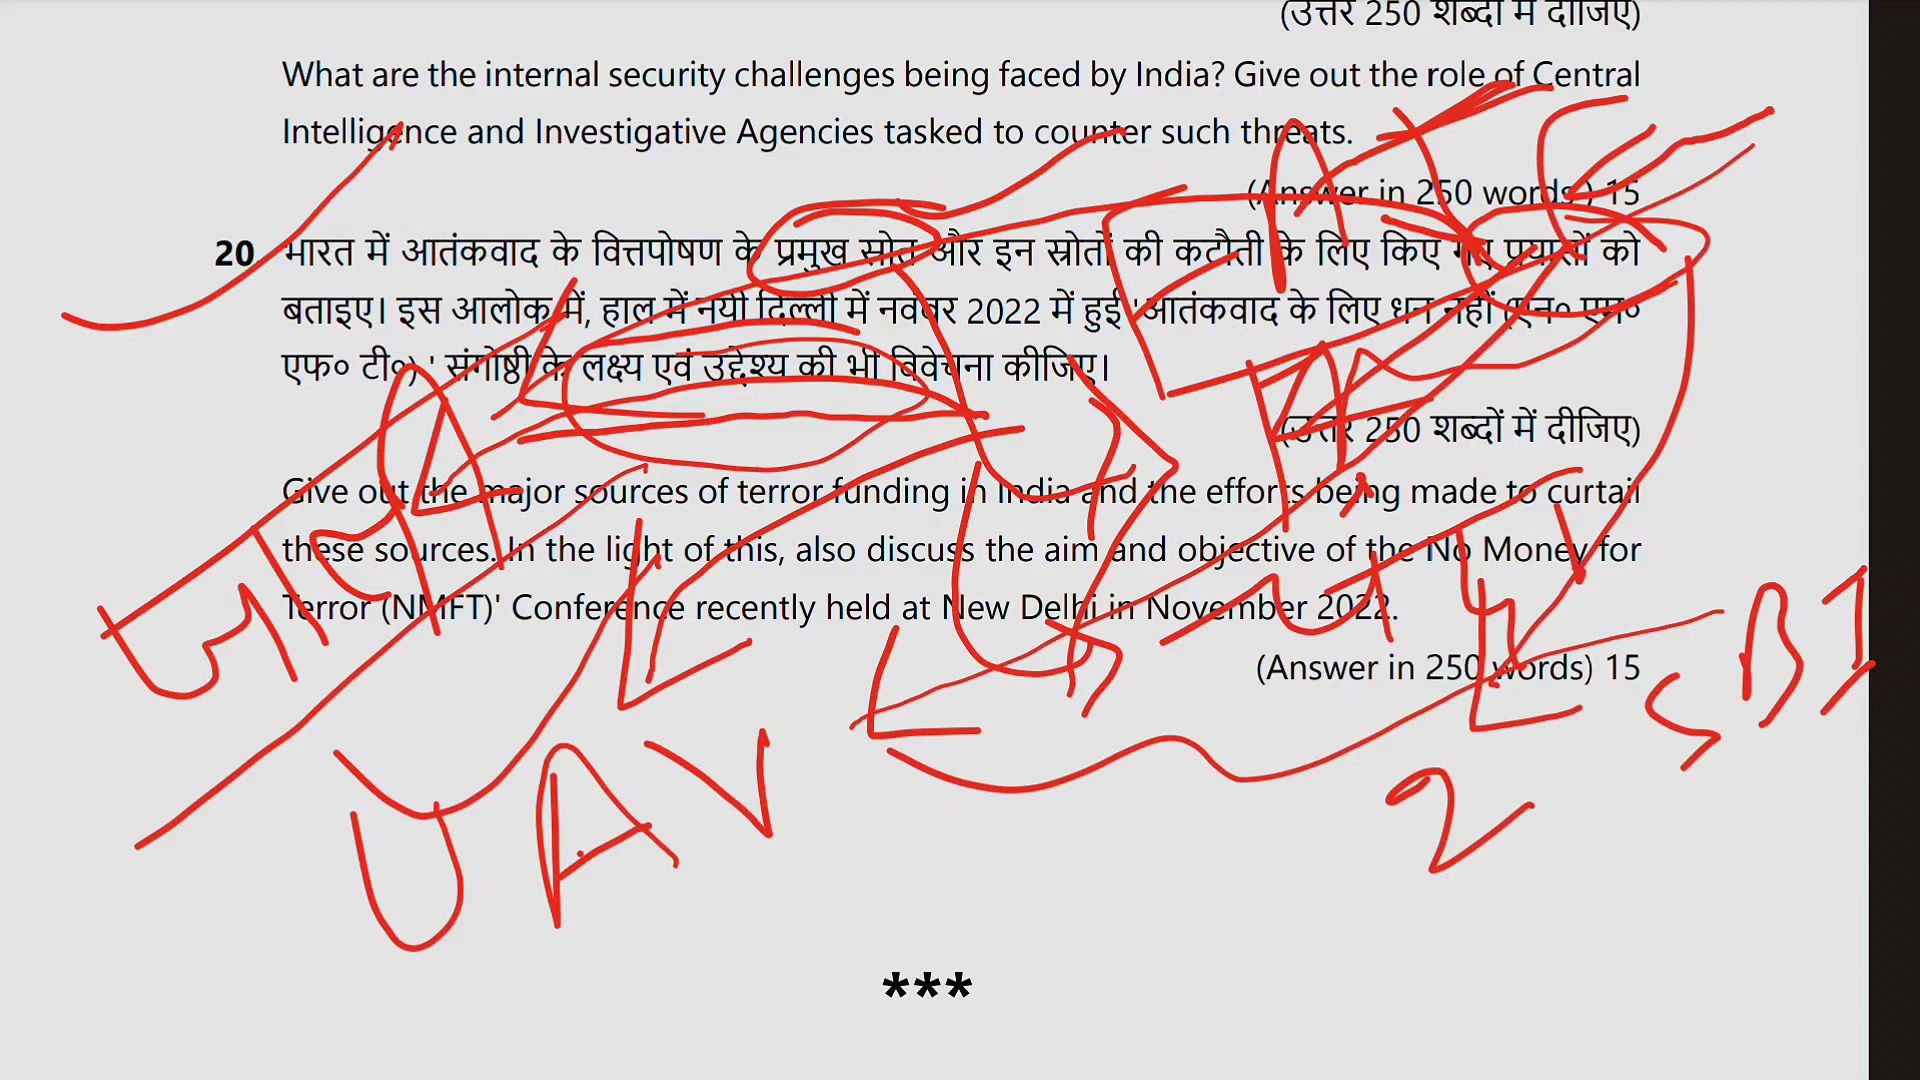 (उत्तर 250 शब्दों में दीजिए)
What are the internal security challenges being faced by India? Give out the role of Central
Intelligence and Investigative Agencies tasked to counter such threats.
(Answer in 250 words ) 15
20. भारत में आतंकवाद के वित्तपोषण के प्रमुख स्रोत और इन स्रोतों की कटौती के लिए किए गए प्रयासों को
बताइए। इस आलोक में, हाल में नयी दिल्ली में नवंबर 2022 में हुई 'आतंकवाद के लिए धन नहीं (एन॰ एम॰
एफ॰ टी॰) ' संगोष्ठी के लक्ष्य एवं उद्देश्य की भी विवेचना कीजिए।
(उत्तर 250 शब्दों में दीजिए)
Give out the major sources of terror funding in India and the efforts being made to curtail
these sources. In the light of this, also discuss the aim and objective of the No Money for
Terror (NMFT)' Conference recently held at New Delhi in November 2022.
(Answer in 250 words) 15
SBI
UAV
2
***